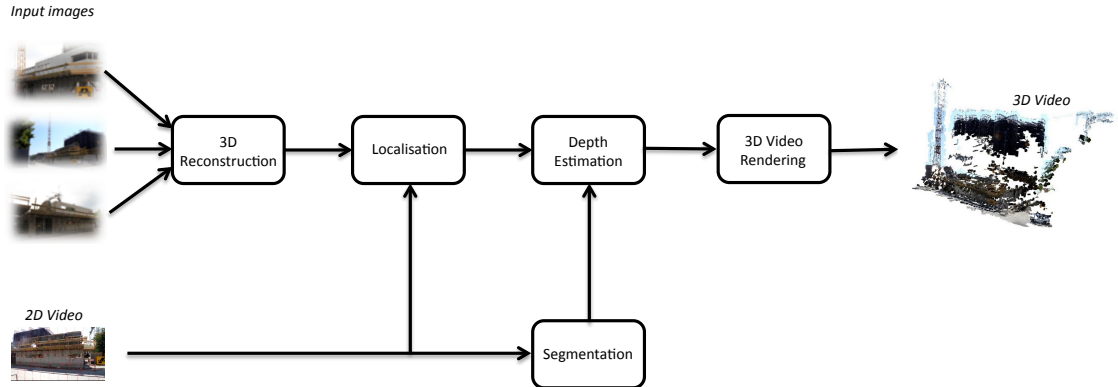 Input images
3D Video
3D
Reconstruction
Localisation
Depth
Estimation
3D Video
Rendering
2D Video
Segmentation